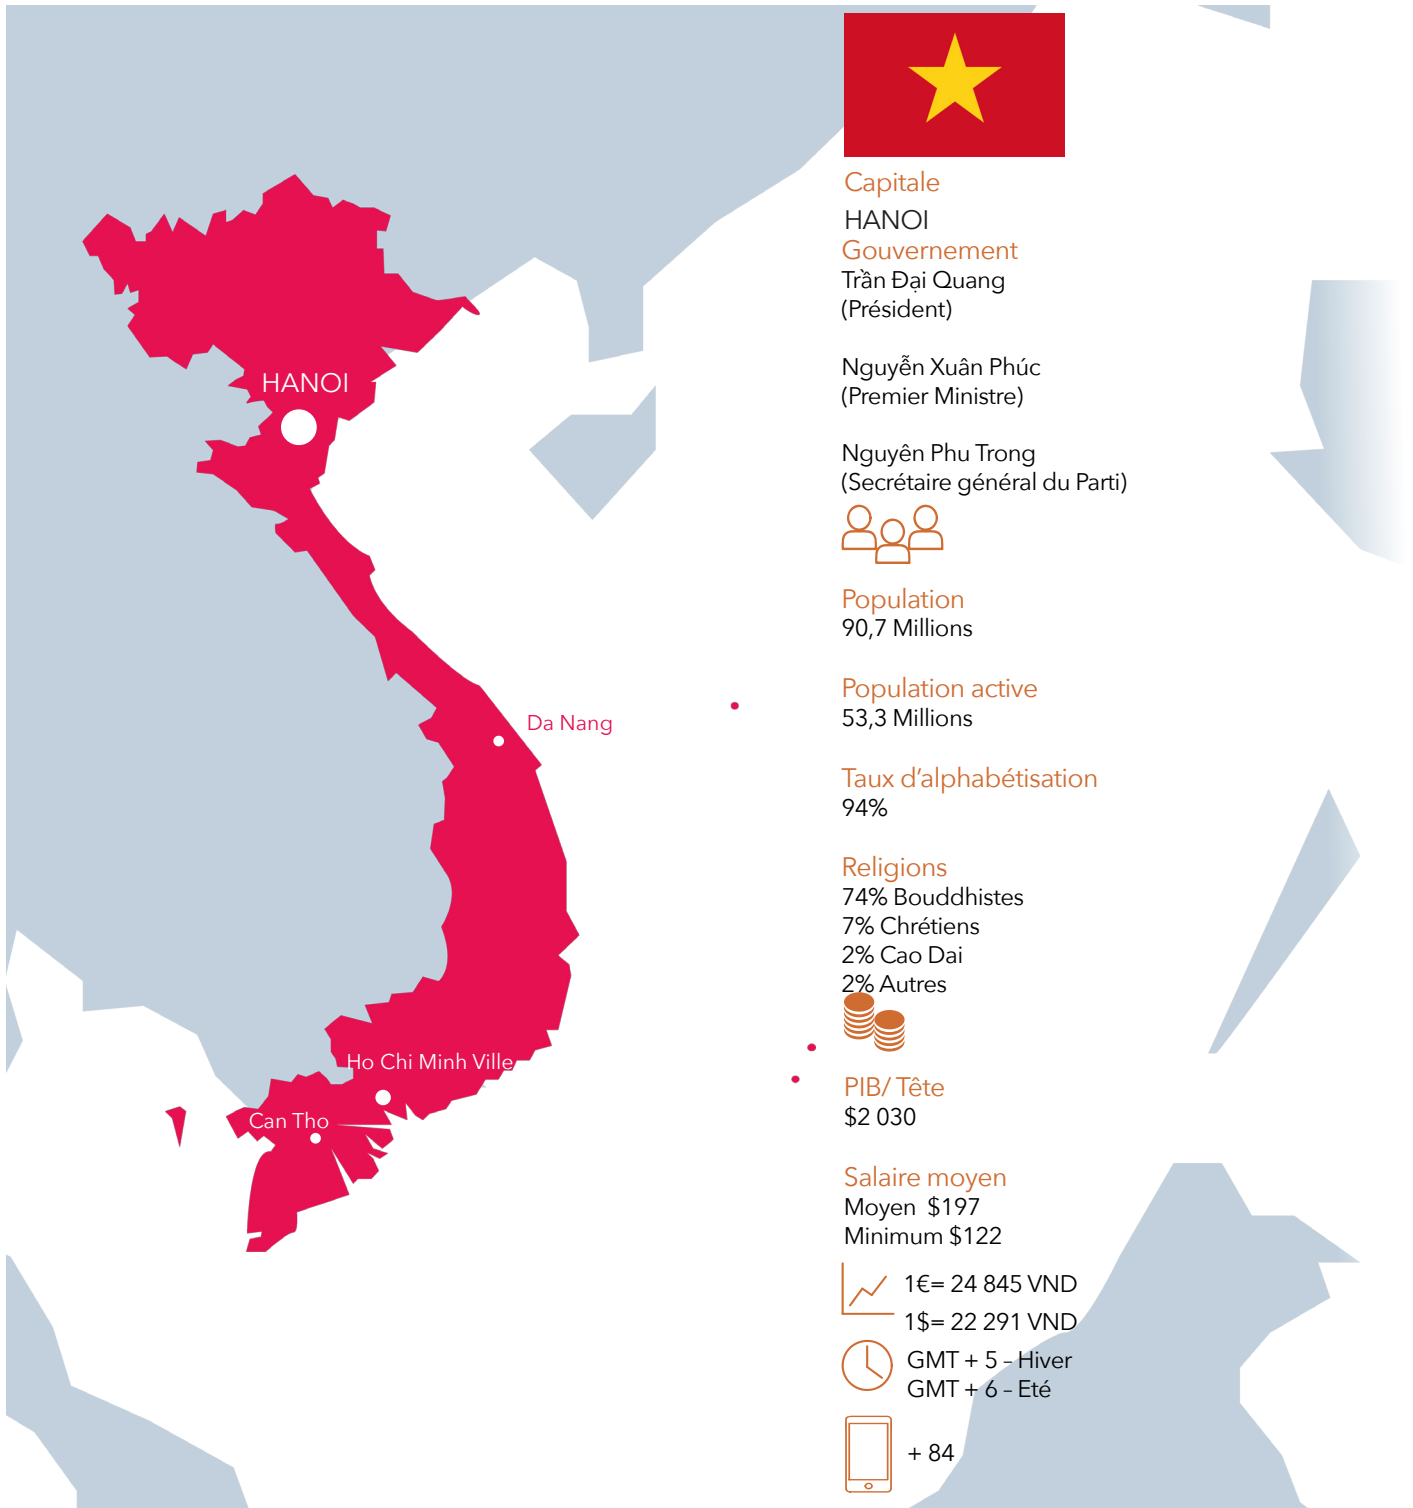 Capitale
HANOI
Gouvernement
Trần Đại Quang
(Président)
Nguyễn Xuân Phúc
(Premier Ministre)
Nguyên Phu Trong
(Secrétaire général du Parti)
Population
90,7 Millions
Population active
53,3 Millions
Taux d’alphabétisation
94%
Religions
74% Bouddhistes
7% Chrétiens
2% Cao Dai
2% Autres
PIB/ Tête
$2 030
Salaire moyen
Moyen  $197
Minimum $122
1€= 24 845 VND
1$= 22 291 VND
GMT + 5 – Hiver
GMT + 6 – Eté
+ 84
HANOI
Da Nang
Ho Chi Minh Ville
Can Tho